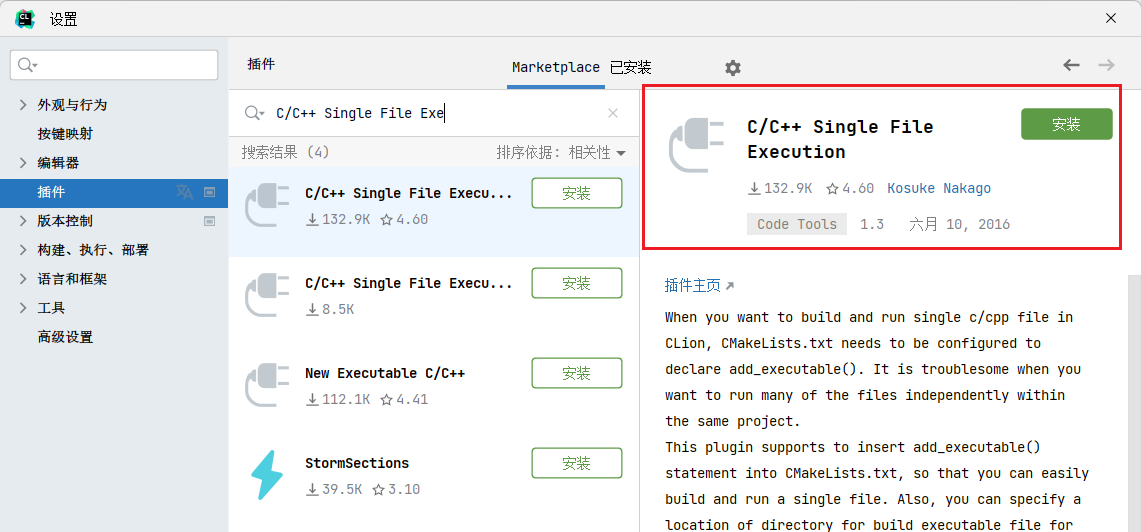 CL 设置
插件
Marketplace 已安装
外观与行为
按键映射
编辑器
插件
版本控制
构建、执行、部署
语言和框架
工具
高级设置
C/C++ Single File Exe
搜索结果 (4) 排序依据: 相关性
C/C++ Single File Execu... 安装
132.9K 4.60
C/C++ Single File Execu... 安装
8.5K
New Executable C/C++ 安装
112.1K 4.41
StormSections 安装
39.5K 3.10
C/C++ Single File
Execution
安装
132.9K 4.60 Kosuke Nakago
Code Tools 1.3 六月 10, 2016
插件主页
When you want to build and run single c/cpp file in
CLion, CMakeLists.txt needs to be configured to
declare add_executable(). It is troublesome when you
want to run many of the files independently within
the same project.
This plugin supports to insert add_executable()
statement into CMakeLists.txt, so that you can easily
build and run a single file. Also, you can specify a
location of directory for build executable file for